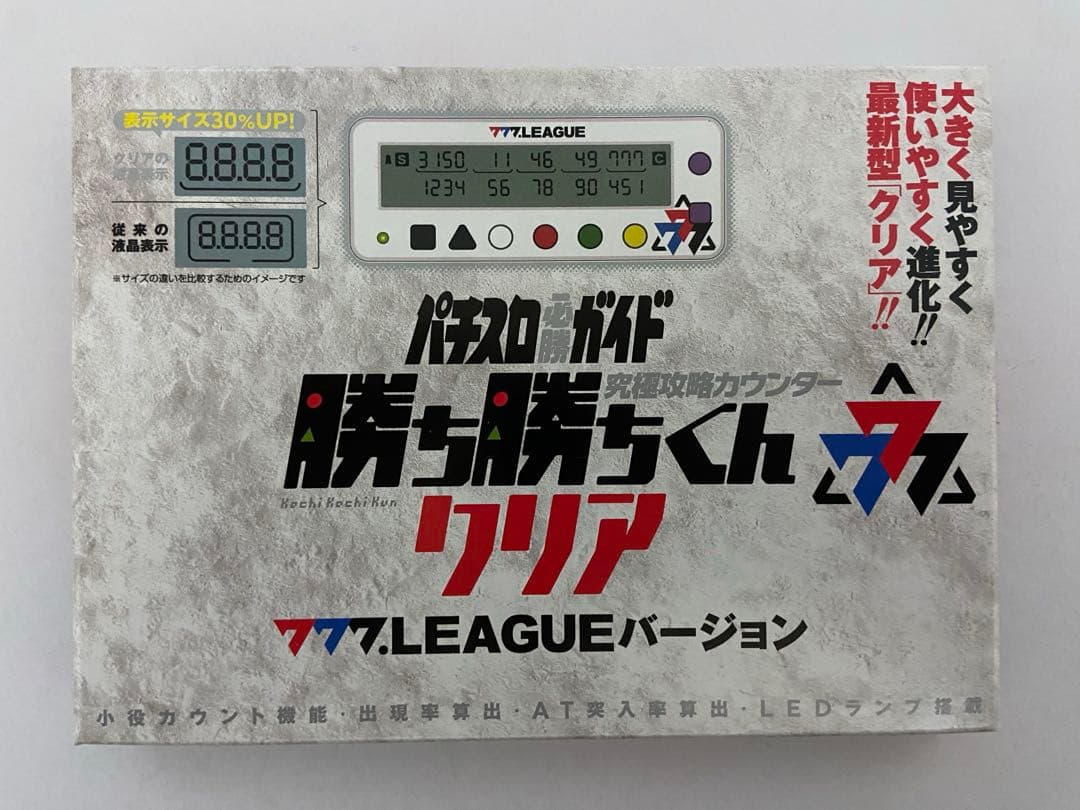 表示サイズ30%UP!
クリアの
液晶表示
8.8.8.8
従来の
液晶表示
8.8.8.8
※サイズの違いを比較するためのイメージです
777.LEAGUE
A S 3150 11 46 49 777 C
1234 56 78 90 451
777
大きく見やすく
使いやすく進化!!
最新型「クリア」!!
パチスロ必勝ガイド
究極攻略カウンター
勝ち勝ちくん
Kachi Kachi Kun
クリア
777
777.LEAGUEバージョン
小役カウント機能・出現率算出・AT突入率算出・LEDランプ搭載